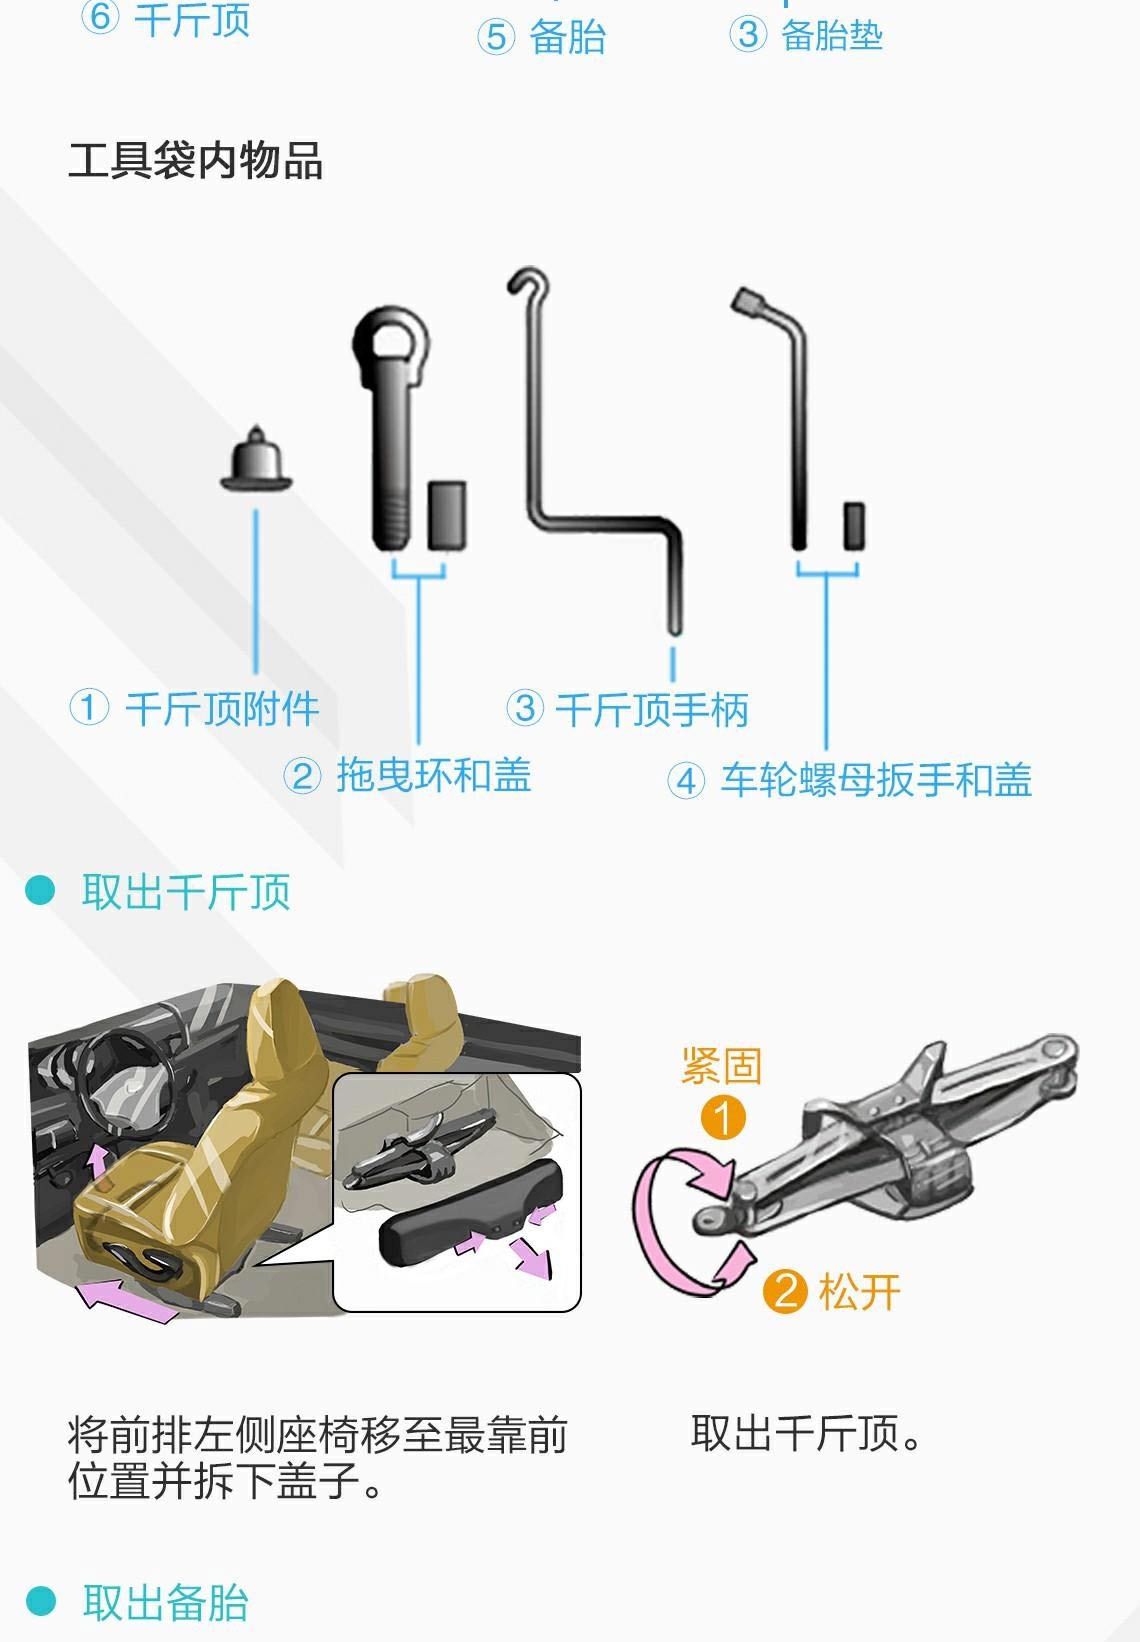 ⑥ 千斤顶
⑤ 备胎
③ 备胎垫
工具袋内物品
① 千斤顶附件
③ 千斤顶手柄
② 拖曳环和盖
④ 车轮螺母扳手和盖
取出千斤顶
紧固
1
2 松开
将前排左侧座椅移至最靠前
位置并拆下盖子。
取出千斤顶。
取出备胎